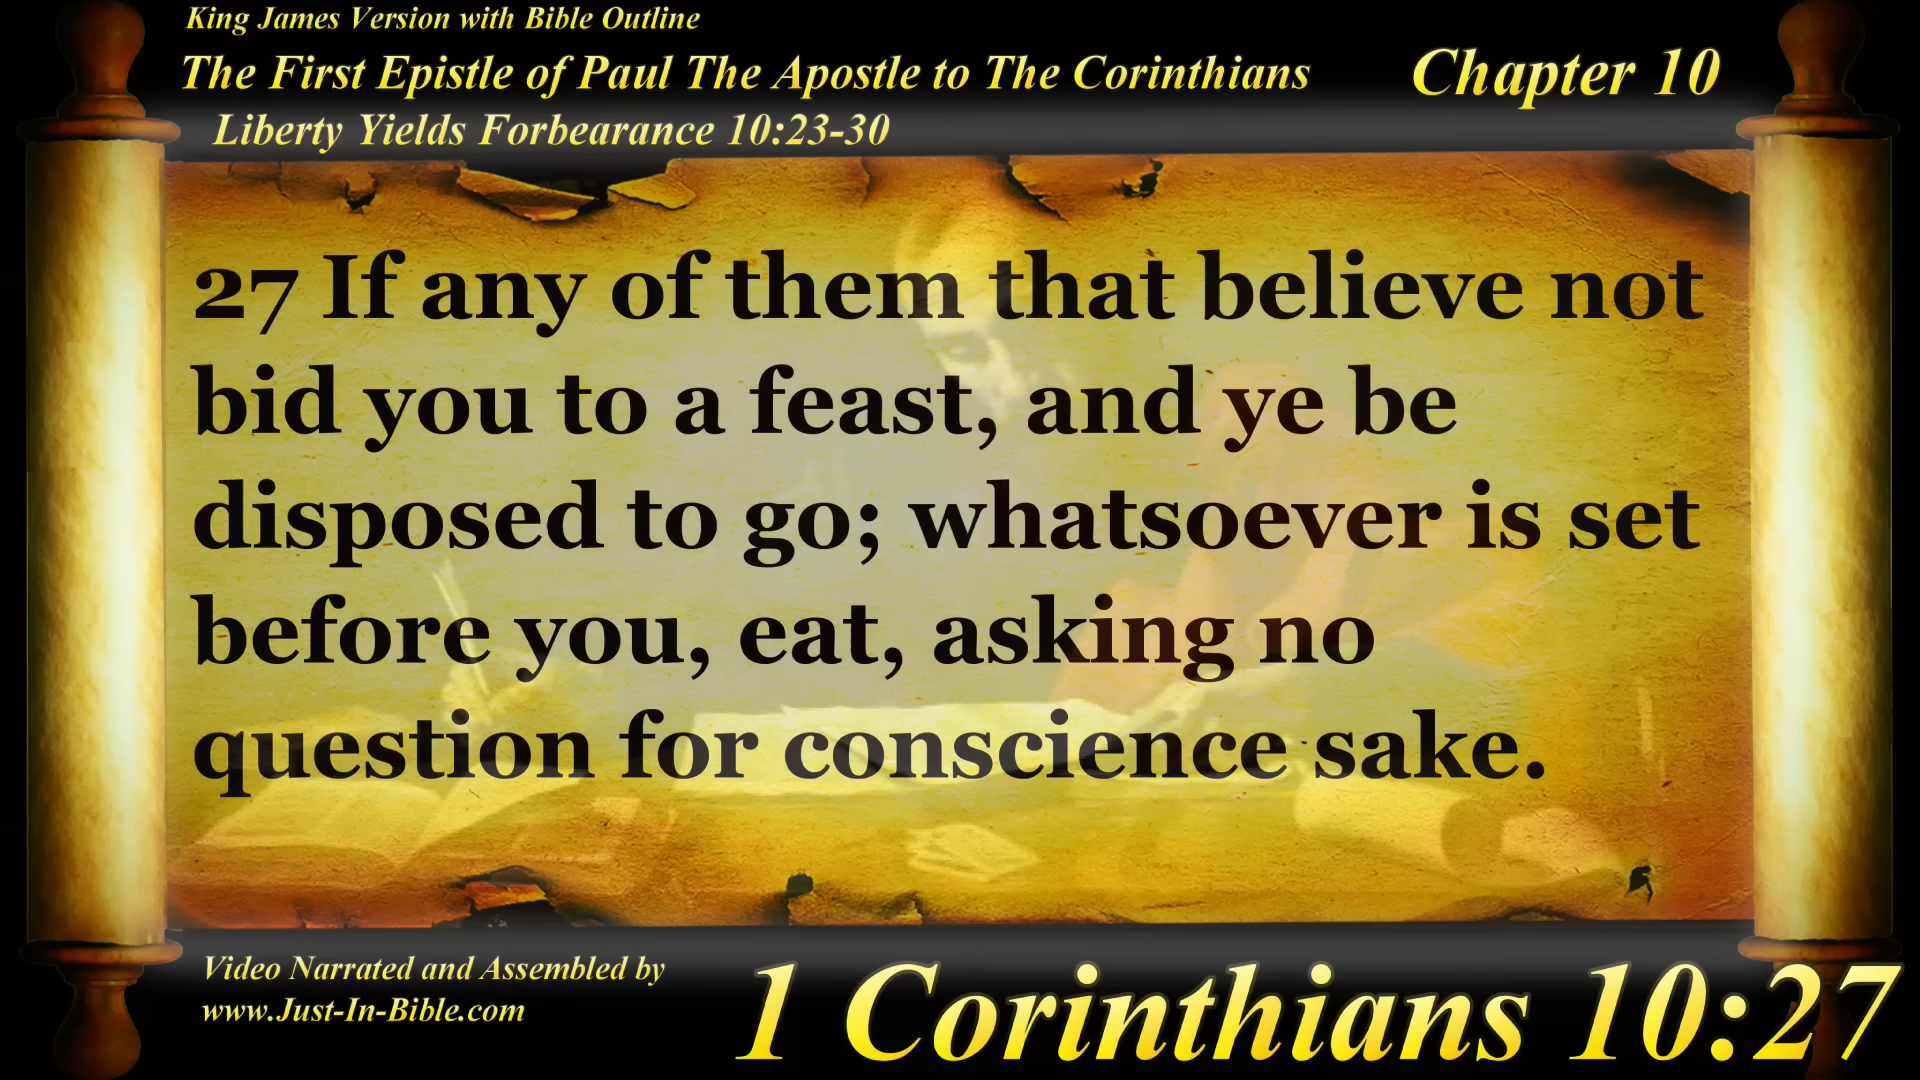 King James Version with Bible Outline
The First Epistle of Paul The Apostle to The Corinthians
Chapter 10
Liberty Yields Forbearance 10:23-30
27 If any of them that believe not
bid you to a feast, and ye be
disposed to go; whatsoever is set
before you, eat, asking no
question for conscience sake.
Video Narrated and Assembled by
www.Just-In-Bible.com
1 Corinthians 10:27